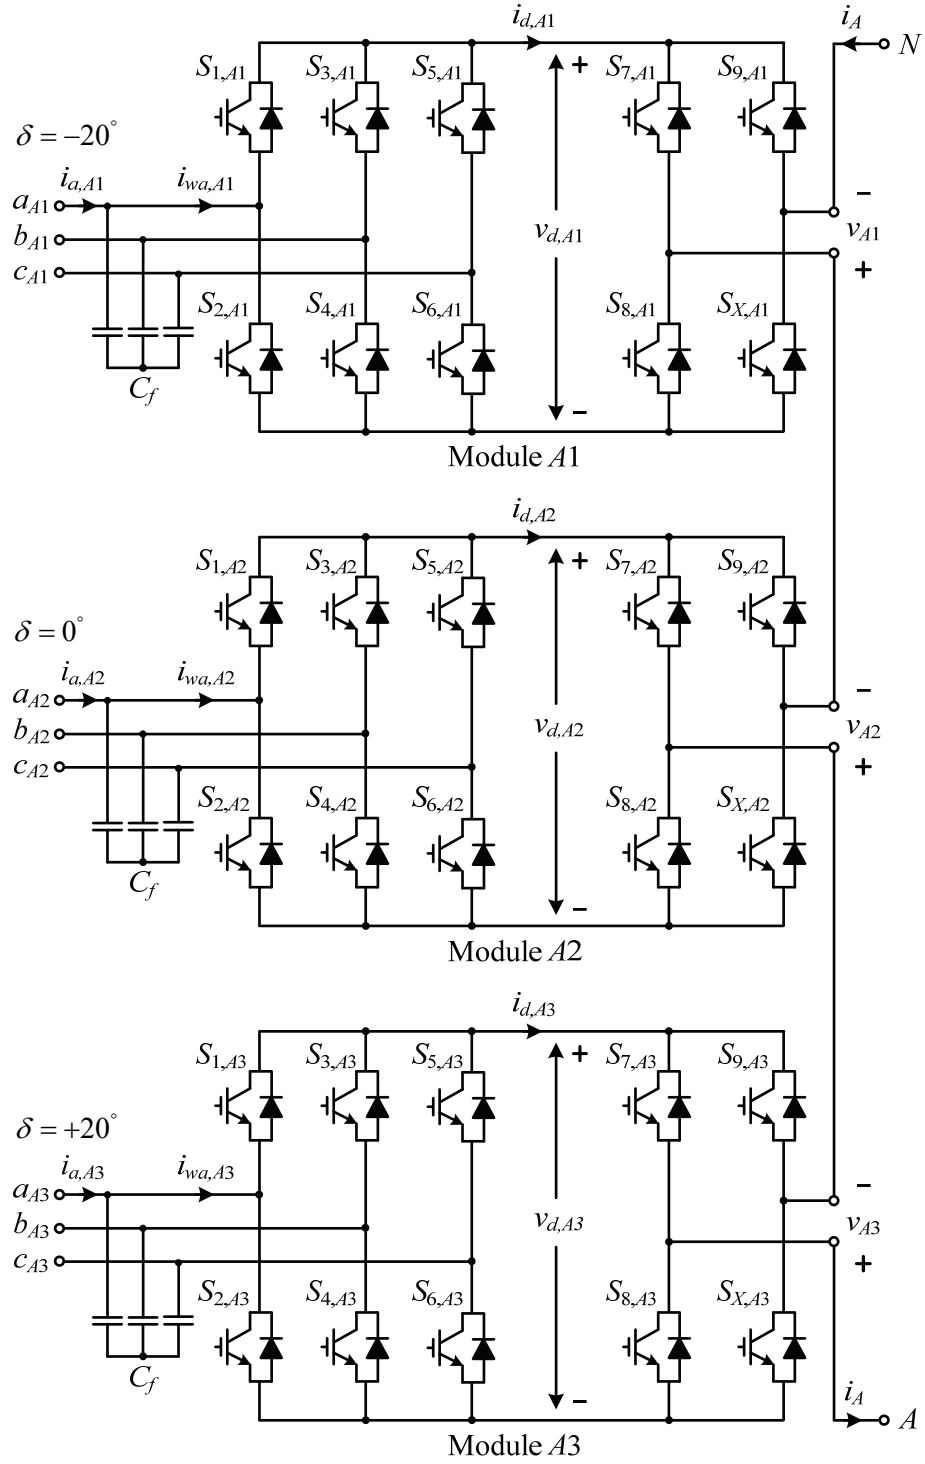 i_{d,A1}
i_A
N
S_{1,A1} S_{3,A1} S_{5,A1} + S_{7,A1} S_{9,A1}
δ = −20°
i_{a,A1} i_{wa,A1}
−
a_{A1}
b_{A1} v_{d,A1} v_{A1}
c_{A1} +
S_{2,A1} S_{4,A1} S_{6,A1} S_{8,A1} S_{X,A1}
C_f −
Module A1
i_{d,A2}
S_{1,A2} S_{3,A2} S_{5,A2} + S_{7,A2} S_{9,A2}
δ = 0°
i_{a,A2} i_{wa,A2}
−
a_{A2}
b_{A2} v_{d,A2} v_{A2}
c_{A2} +
S_{2,A2} S_{4,A2} S_{6,A2} S_{8,A2} S_{X,A2}
C_f −
Module A2
i_{d,A3}
S_{1,A3} S_{3,A3} S_{5,A3} + S_{7,A3} S_{9,A3}
δ = +20°
i_{a,A3} i_{wa,A3}
−
a_{A3}
b_{A3} v_{d,A3} v_{A3}
c_{A3} +
S_{2,A3} S_{4,A3} S_{6,A3} S_{8,A3} S_{X,A3}
C_f −
i_A
A
Module A3